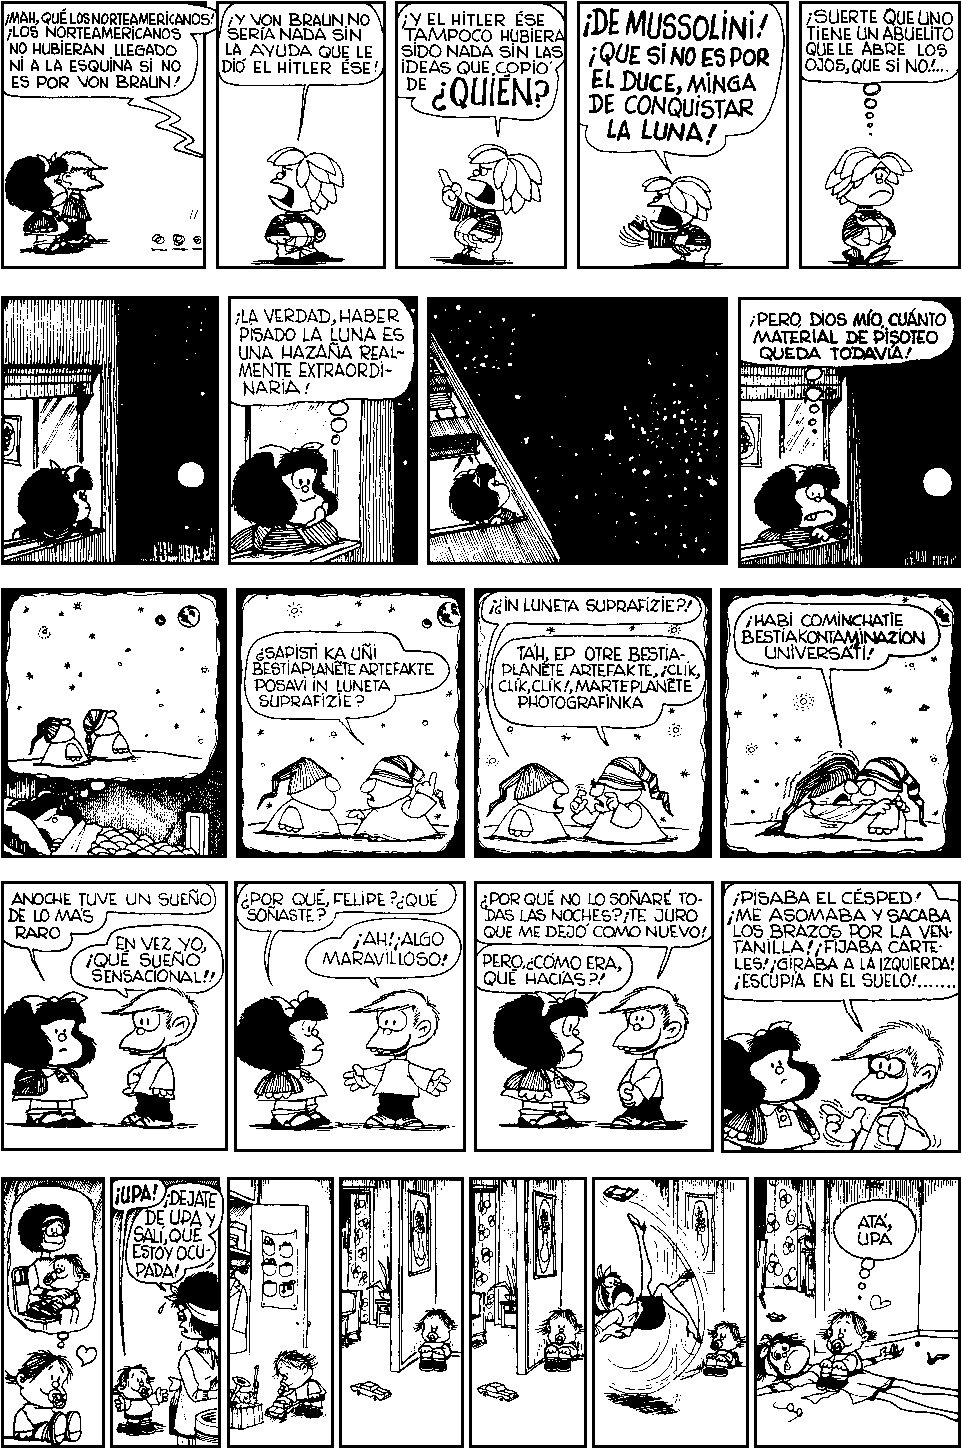 ¡MAH, QUÉ LOS NORTEAMERICANOS!
¡LOS NORTEAMERICANOS
NO HUBIERAN LLEGADO
NI A LA ESQUINA SI NO
ES POR VON BRAUN!
¡Y VON BRAUN NO
SERÍA NADA SIN
LA AYUDA QUE LE
DIÓ EL HITLER ÉSE!
¡Y EL HITLER ÉSE
TAMPOCO HUBIERA
SIDO NADA SIN LAS
IDEAS QUE COPIÓ
DE ¿QUIÉN?
¡DE MUSSOLINI!
¡QUE SI NO ES POR
EL DUCE, MINGA
DE CONQUISTAR
LA LUNA!
¡SUERTE QUE UNO
TIENE UN ABUELITO
QUE LE ABRE LOS
OJOS, QUE SI NO!...
¡LA VERDAD, HABER
PISADO LA LUNA ES
UNA HAZAÑA REAL-
MENTE EXTRAORDI-
NARIA!
¡PERO, DIOS MÍO, CUÁNTO
MATERIAL DE PISOTEO
QUEDA TODAVÍA!
¿SAPISTI KA UÑI
BESTIAPLANËTE ARTEFAKTE
POSAVI IN LUNETA
SUPRAFIZIE?
¡¿IN LUNETA SUPRAFIZIE?!
TAH, EP OTRE BESTIA-
PLANËTE ARTEFAKTE, ¡CLIK,
CLIK, CLIK!, MARTEPLANËTE
PHOTOGRAFINKA
¡HABI COMINCHATIE
BESTIAKONTAMINAZION
UNIVERSATI!
ANOCHE TUVE UN SUEÑO
DE LO MÁS
RARO
EN VEZ YO,
¡QUÉ SUEÑO
SENSACIONAL!!
¿POR QUÉ, FELIPE? ¿QUÉ
SOÑASTE?
¡AH! ¡ALGO
MARAVILLOSO!
¿POR QUÉ NO LO SOÑARÉ TO-
DAS LAS NOCHES? ¡TE JURO
QUE ME DEJÓ COMO NUEVO!
PERO, ¿CÓMO ERA,
QUÉ HACÍAS?!
¡PISABA EL CÉSPED!
¡ME ASOMABA Y SACABA
LOS BRAZOS POR LA VEN-
TANILLA! ¡FIJABA CARTE-
LES! ¡GIRABA A LA IZQUIERDA!
¡ESCUPÍA EN EL SUELO!.......
¡UPA!
¡DEJATE
DE UPA Y
SALÍ, QUE
ESTOY OCU-
PADA!
ATÁ,
UPA